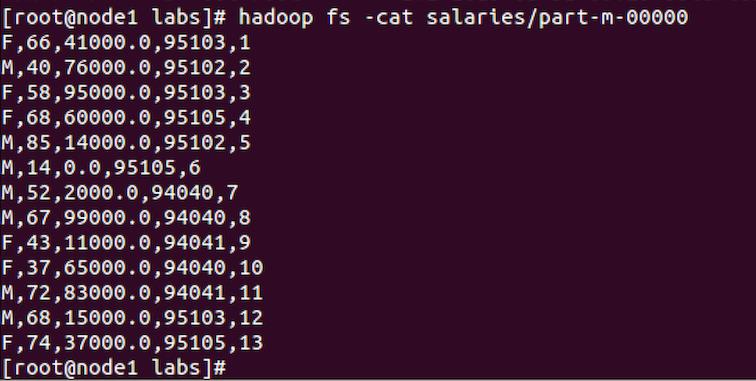 [root@node1 labs]# hadoop fs -cat salaries/part-m-00000
F,66,41000.0,95103,1
M,40,76000.0,95102,2
F,58,95000.0,95103,3
F,68,60000.0,95105,4
M,85,14000.0,95102,5
M,14,0.0,95105,6
M,52,2000.0,94040,7
M,67,99000.0,94040,8
F,43,11000.0,94041,9
F,37,65000.0,94040,10
M,72,83000.0,94041,11
M,68,15000.0,95103,12
F,74,37000.0,95105,13
[root@node1 labs]#